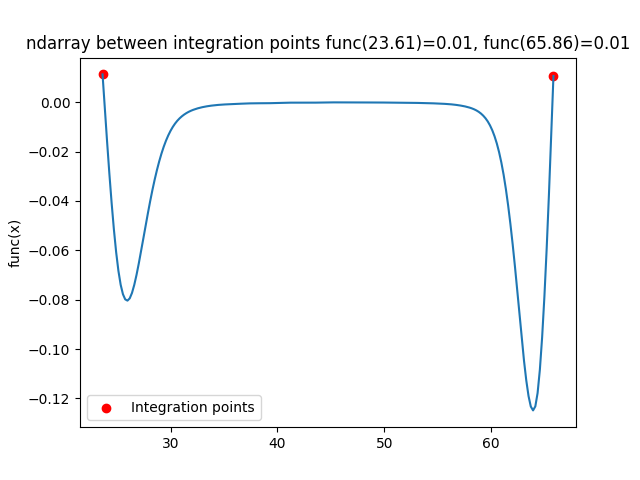 ndarray between integration points func(23.61)=0.01, func(65.86)=0.01
0.00
−0.02
−0.04
−0.06
−0.08
−0.10
−0.12
func(x)
Integration points
30 40 50 60